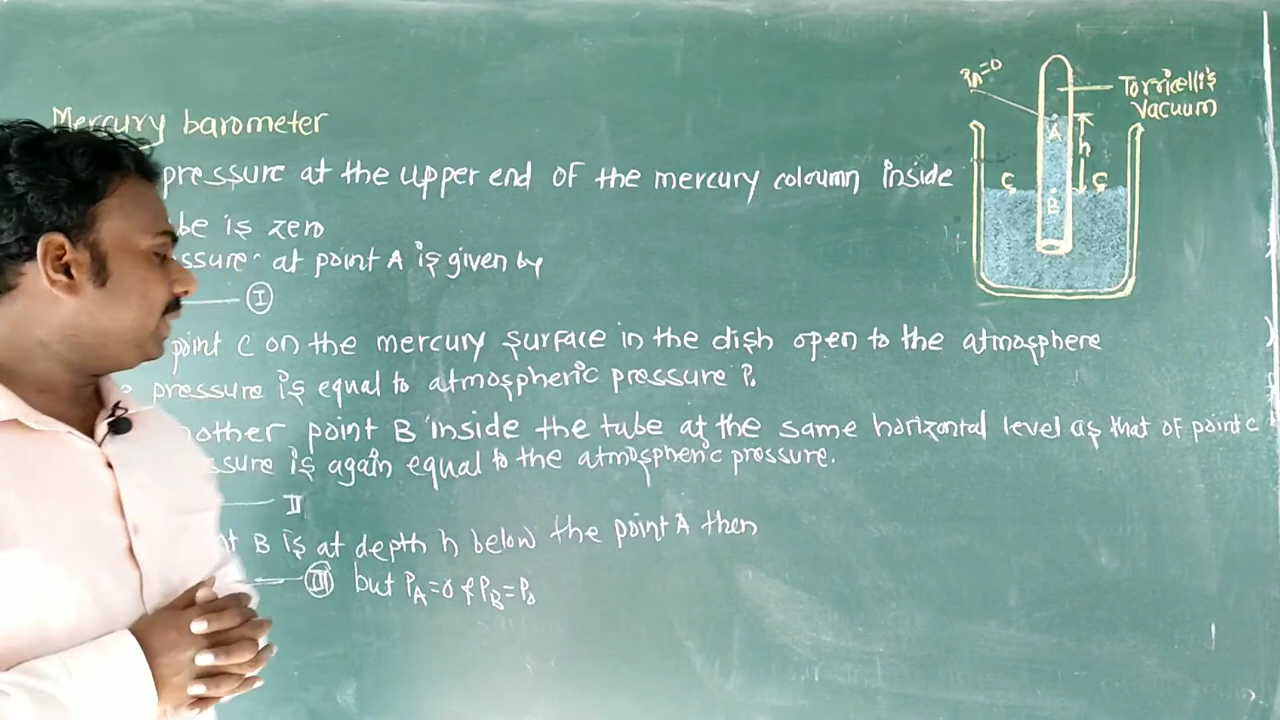 Mercury barometer
pressure at the upper end of the mercury coloumn inside
be is zero
ssure at point A is given by
I
point C on the mercury surface in the dish open to the atmosphere
pressure is equal to atmospheric pressure P₀
nother point B inside the tube at the same horizontal level as that of point C
ssure is again equal to the atmospheric pressure.
II
B is at depth h below the point A then
III but P_A=0 & P_B=P₀
P_A=0
Torricelli's
Vacuum
A
h
C C
B